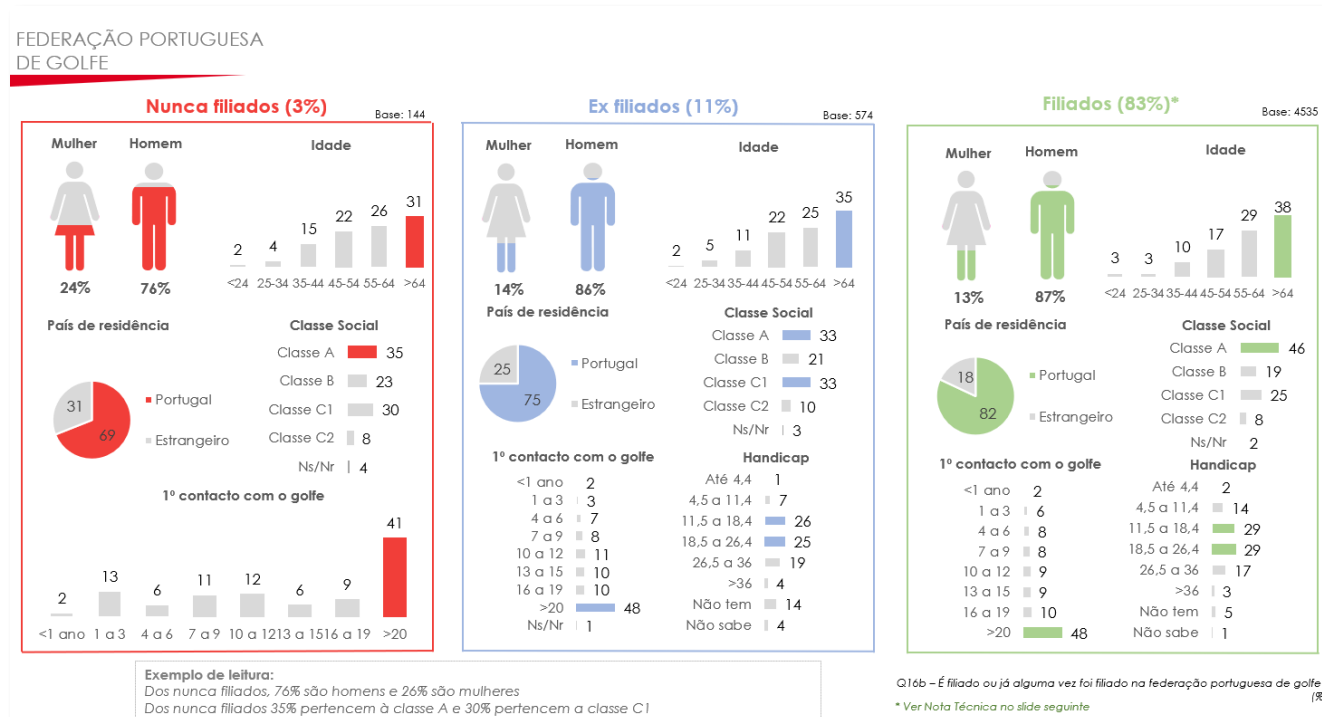 FEDERAÇÃO PORTUGUESA
DE GOLFE
Nunca filiados (3%)
Base: 144
Mulher Homem Idade
2 4 15 22 26 31
<24 25-34 35-44 45-54 55-64 >64
24% 76%
País de residência
31
69
Portugal
Estrangeiro
Classe Social
Classe A 35
Classe B 23
Classe C1 30
Classe C2 8
Ns/Nr 4
1º contacto com o golfe
2 13 6 11 12 6 9 41
<1 ano 1 a 3 4 a 6 7 a 9 10 a 12 13 a 15 16 a 19 >20
Ex filiados (11%)
Base: 574
Mulher Homem Idade
2 5 11 22 25 35
<24 25-34 35-44 45-54 55-64 >64
14% 86%
País de residência
25
75
Portugal
Estrangeiro
Classe Social
Classe A 33
Classe B 21
Classe C1 33
Classe C2 10
Ns/Nr 3
1º contacto com o golfe
<1 ano 2
1 a 3 3
4 a 6 7
7 a 9 8
10 a 12 11
13 a 15 10
16 a 19 10
>20 48
Ns/Nr 1
Handicap
Até 4,4 1
4,5 a 11,4 7
11,5 a 18,4 26
18,5 a 26,4 25
26,5 a 36 19
>36 4
Não tem 14
Não sabe 4
Filiados (83%)*
Base: 4535
Mulher Homem Idade
3 3 10 17 29 38
<24 25-34 35-44 45-54 55-64 >64
13% 87%
País de residência
18
82
Portugal
Estrangeiro
Classe Social
Classe A 46
Classe B 19
Classe C1 25
Classe C2 8
Ns/Nr 2
1º contacto com o golfe
<1 ano 2
1 a 3 6
4 a 6 8
7 a 9 8
10 a 12 9
13 a 15 9
16 a 19 10
>20 48
Handicap
Até 4,4 2
4,5 a 11,4 14
11,5 a 18,4 29
18,5 a 26,4 29
26,5 a 36 17
>36 3
Não tem 5
Não sabe 1
Exemplo de leitura:
Dos nunca filiados, 76% são homens e 26% são mulheres
Dos nunca filiados 35% pertencem à classe A e 30% pertencem a classe C1
Q16b – É filiado ou já alguma vez foi filiado na federação portuguesa de golfe
* Ver Nota Técnica no slide seguinte